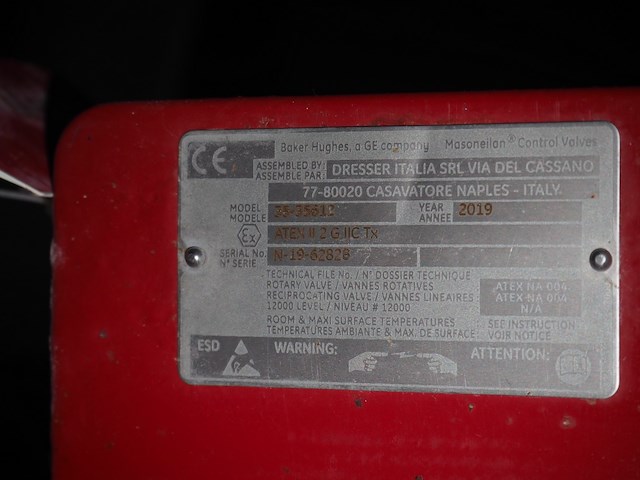 CE Baker Hughes, a GE company Masoneilan® Control Valves
ASSEMBLED BY:
ASSEMBLE PAR:
DRESSER ITALIA SRL VIA DEL CASSANO
77-80020 CASAVATORE NAPLES - ITALY.
MODEL
MODELE
YEAR
ANNEE
2019
Ex ATEX II 2 G IIC Tx
SERIAL No.
N° SERIE
N-19-62828
TECHNICAL FILE No. / N° DOSSIER TECHNIQUE
ROTARY VALVE / VANNES ROTATIVES ATEX NA 004
RECIPROCATING VALVE / VANNES LINEAIRES ATEX NA 004
12000 LEVEL / NIVEAU # 12000 N/A
ROOM & MAXI SURFACE TEMPERATURES SEE INSTRUCTION
TEMPERATURES AMBIANTE & MAX. DE SURFACE: VOIR NOTICE
ESD WARNING: ATTENTION: